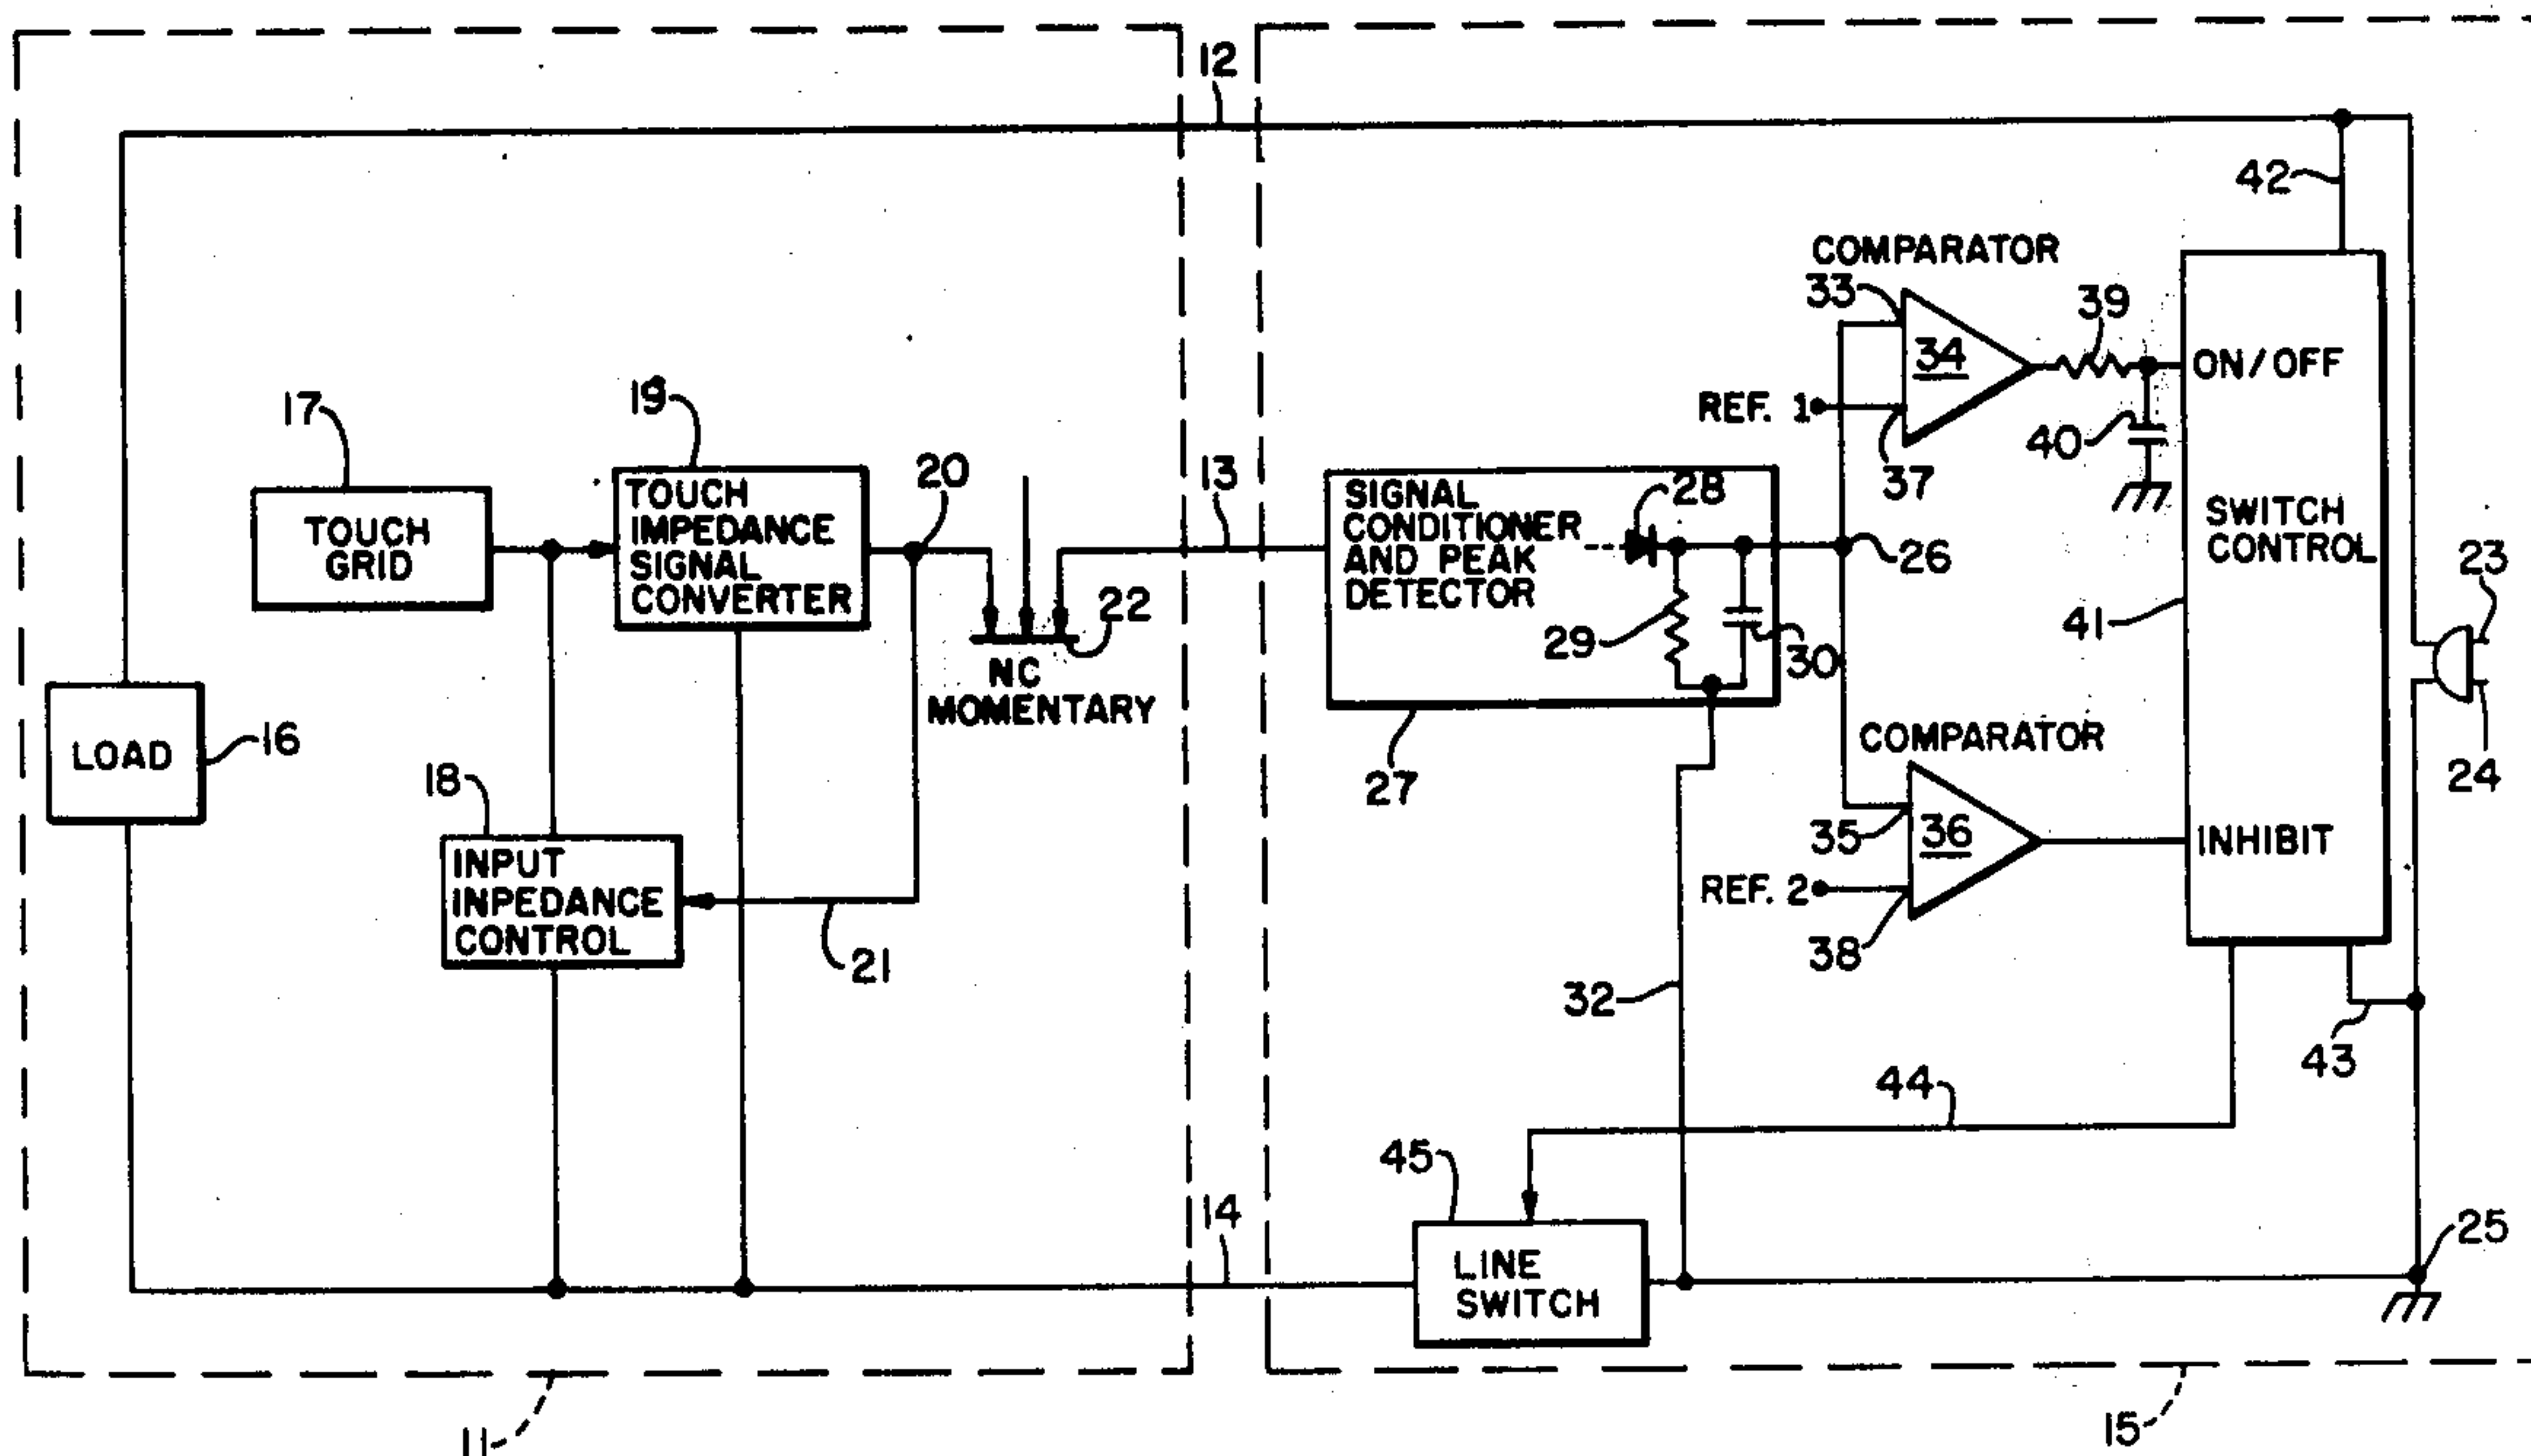 12
42
COMPARATOR
33
39
34
ON/OFF
REF. 1
40
37
17
19
20
13
TOUCH
GRID
TOUCH
IMPEDANCE
SIGNAL
CONVERTER
SIGNAL
CONDITIONER
AND PEAK
DETECTOR
28
26
SWITCH
CONTROL
23
22
NC
MOMENTARY
29
30
41
LOAD
16
27
COMPARATOR
24
18
INPUT
INPEDANCE
CONTROL
21
35
36
INHIBIT
REF. 2
38
32
43
44
45
14
LINE
SWITCH
25
11
15